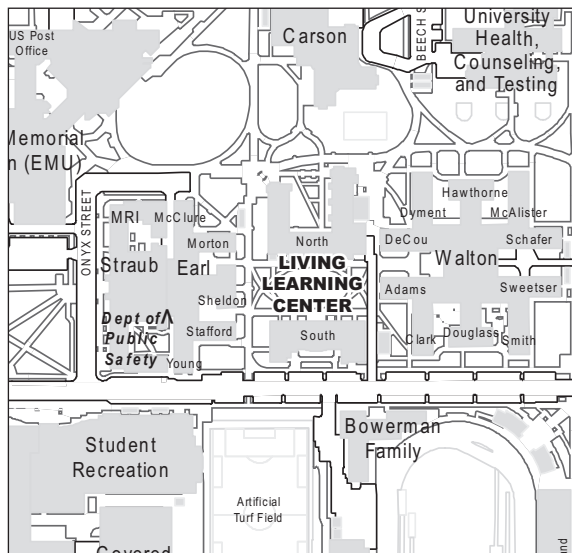 US Post
Office
Carson
BEECH S
University
Health,
Counseling,
and Testing
Memorial
n (EMU)
ONYX STREET
MRI
McClure
Morton
Straub
Earl
Sheldon
Dept of
Public
Safety
Stafford
Young
North
LIVING
LEARNING
CENTER
South
Hawthorne
Dyment
McAlister
DeCou
Schafer
Walton
Adams
Sweetser
Clark
Douglass
Smith
Student
Recreation
Bowerman
Family
Artificial
Turf Field
Covered